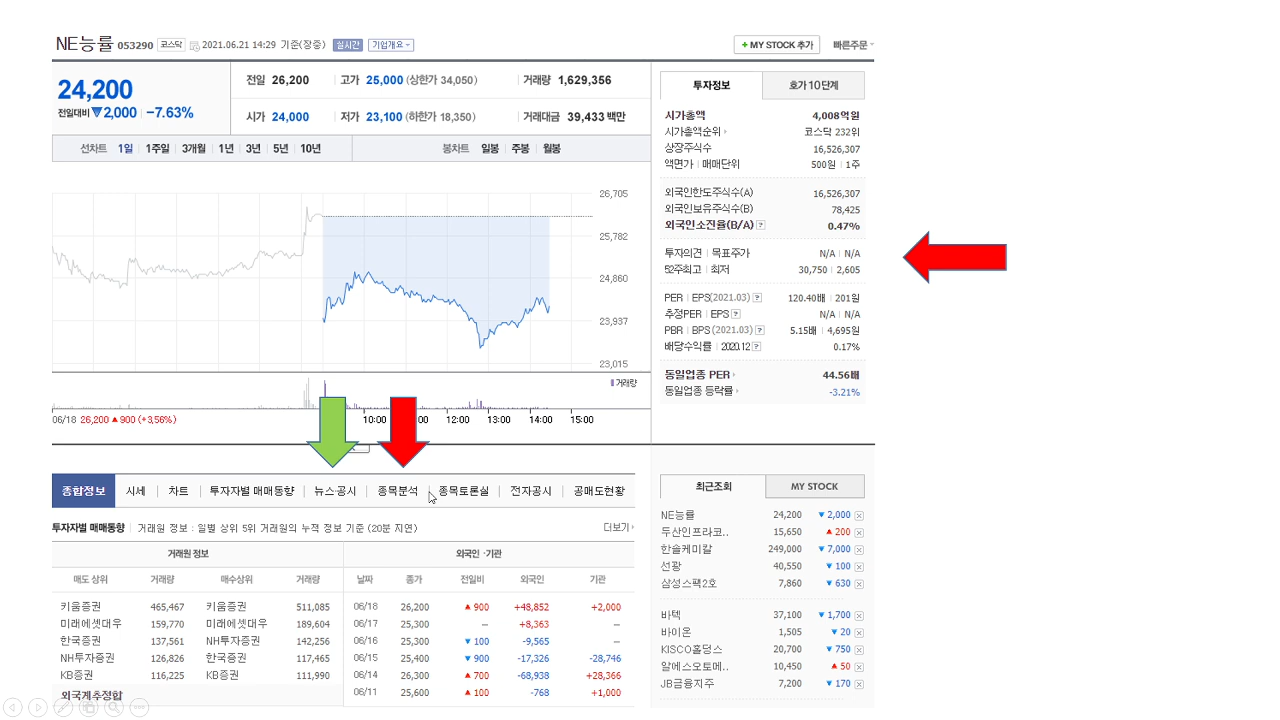 NE능률 053290 코스닥 2021.06.21 14:29 기준(장중) 실시간 기업개요
+ MY STOCK 추가 빠른주문
24,200
전일대비 ▼2,000 −7.63%
전일 26,200 고가 25,000 (상한가 34,050) 거래량 1,629,356
시가 24,000 저가 23,100 (하한가 18,350) 거래대금 39,433 백만
선차트 1일 1주일 3개월 1년 3년 5년 10년 봉차트 일봉 주봉 월봉
26,705
25,782
24,860
23,937
23,015
거래량
06/18 26,200 ▲ 900 (+3,56%) 10:00 :00 12:00 13:00 14:00 15:00
투자정보 호가 10단계
시가총액 4,008억원
시가총액순위 코스닥 232위
상장주식수 16,526,307
액면가 매매단위 500원 1주
외국인한도주식수(A) 16,526,307
외국인보유주식수(B) 78,425
외국인소진율(B/A) ? 0.47%
투자의견 목표주가 N/A N/A
52주최고 최저 30,750 2,605
PER EPS(2021.03) ? 120.40배 201원
추정PER EPS ? N/A N/A
PBR BPS (2021.03) ? 5.15배 4,695원
배당수익률 2020.12 ? 0.17%
동일업종 PER 44.56배
동일업종 등락률 -3.21%
종합정보 시세 차트 투자자별 매매동향 뉴스·공시 종목분석 종목토론실 전자공시 공매도현황
투자자별 매매동향 거래원 정보 : 일별 상위 5위 거래원의 누적 정보 기준 (20분 지연) 더보기
거래원 정보 외국인·기관
매도 상위 거래량 매수상위 거래량 날짜 종가 전일비 외국인 기관
키움증권 465,467 키움증권 511,085 06/18 26,200 ▲ 900 +48,852 +2,000
미래에셋대우 159,770 미래에셋대우 189,604 06/17 25,300 — +8,363 —
한국증권 137,561 NH투자증권 142,256 06/16 25,300 ▼ 100 -9,565 —
NH투자증권 126,826 한국증권 117,465 06/15 25,400 ▼ 900 -17,326 -28,746
KB증권 116,225 KB증권 111,990 06/14 26,300 ▲ 700 -68,938 +28,366
외국계추정합 06/11 25,600 ▲ 100 -768 +1,000
최근조회 MY STOCK
NE능률 24,200 ▼ 2,000
두산인프라코.. 15,650 ▲ 200
한솔케미칼 249,000 ▼ 7,000
선광 40,550 ▼ 100
삼성스팩2호 7,860 ▼ 630
바텍 37,100 ▼ 1,700
바이온 1,505 ▼ 20
KISCO홀딩스 20,700 ▼ 750
알에스오토메.. 10,450 ▲ 50
JB금융지주 7,200 ▼ 170